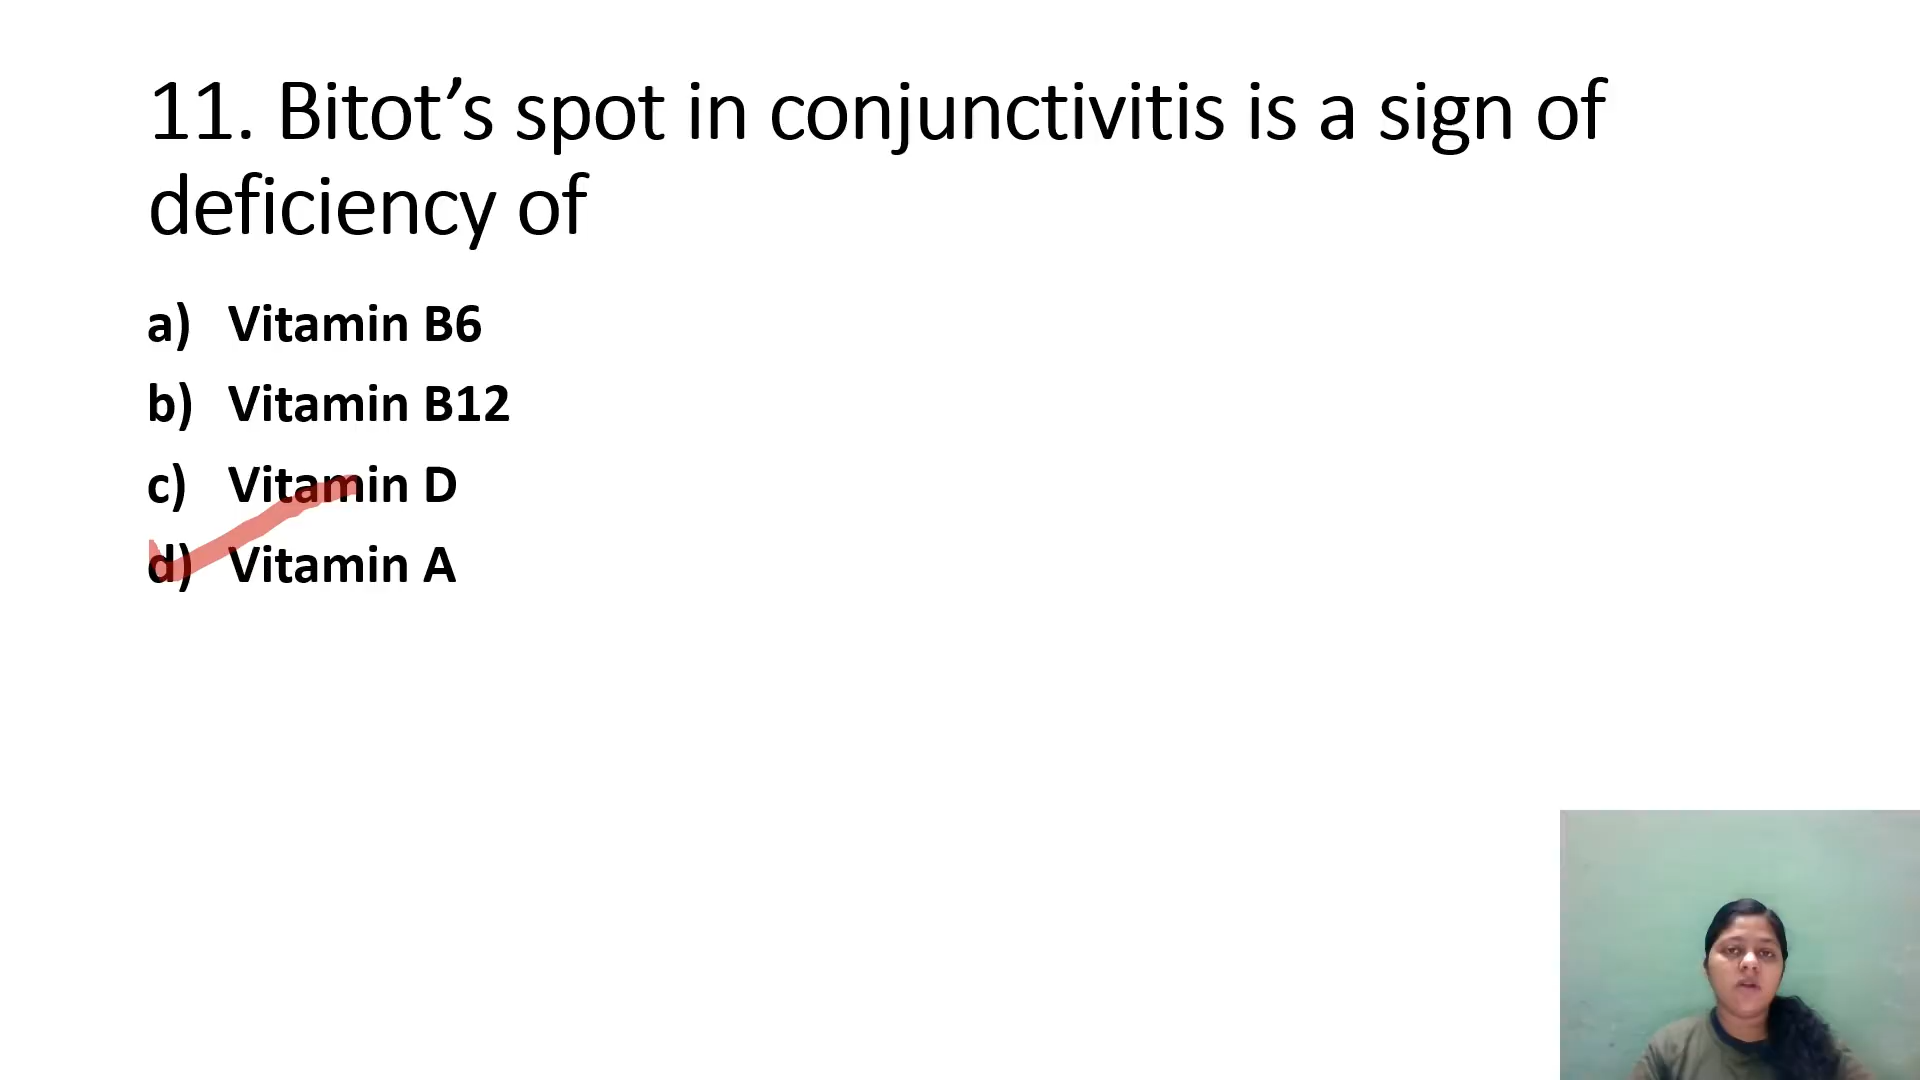 11. Bitot’s spot in conjunctivitis is a sign of
deficiency of
a) Vitamin B6
b) Vitamin B12
c) Vitamin D
d) Vitamin A